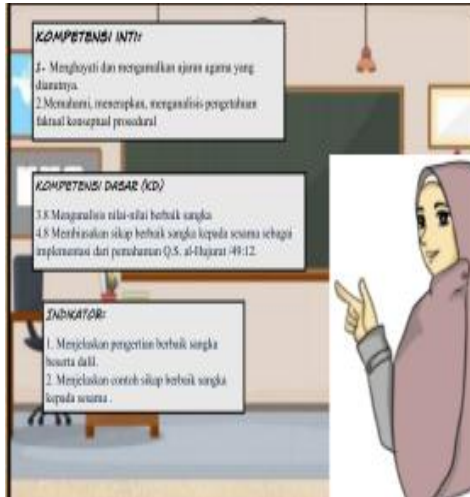 KOMPETENSI INTI:
1. Menghayati dan mengamalkan ajaran agama yang
dianutnya.
2.Memahami, menerapkan, menganalisis pengetahuan
faktual konseptual prosedural
KOMPETENSI DASAR (KD)
3.8 Menganalisis nilai-nilai berbaik sangka
4.8 Membiasakan sikap berbaik sangka kepada sesama sebagai
implementasi dari pemahaman Q.S. al-Hujurat /49:12.
INDIKATOR:
1. Menjelaskan pengertian berbaik sangka
beserta dalil.
2. Menjelaskan contoh sikap berbaik sangka
kepada sesama .